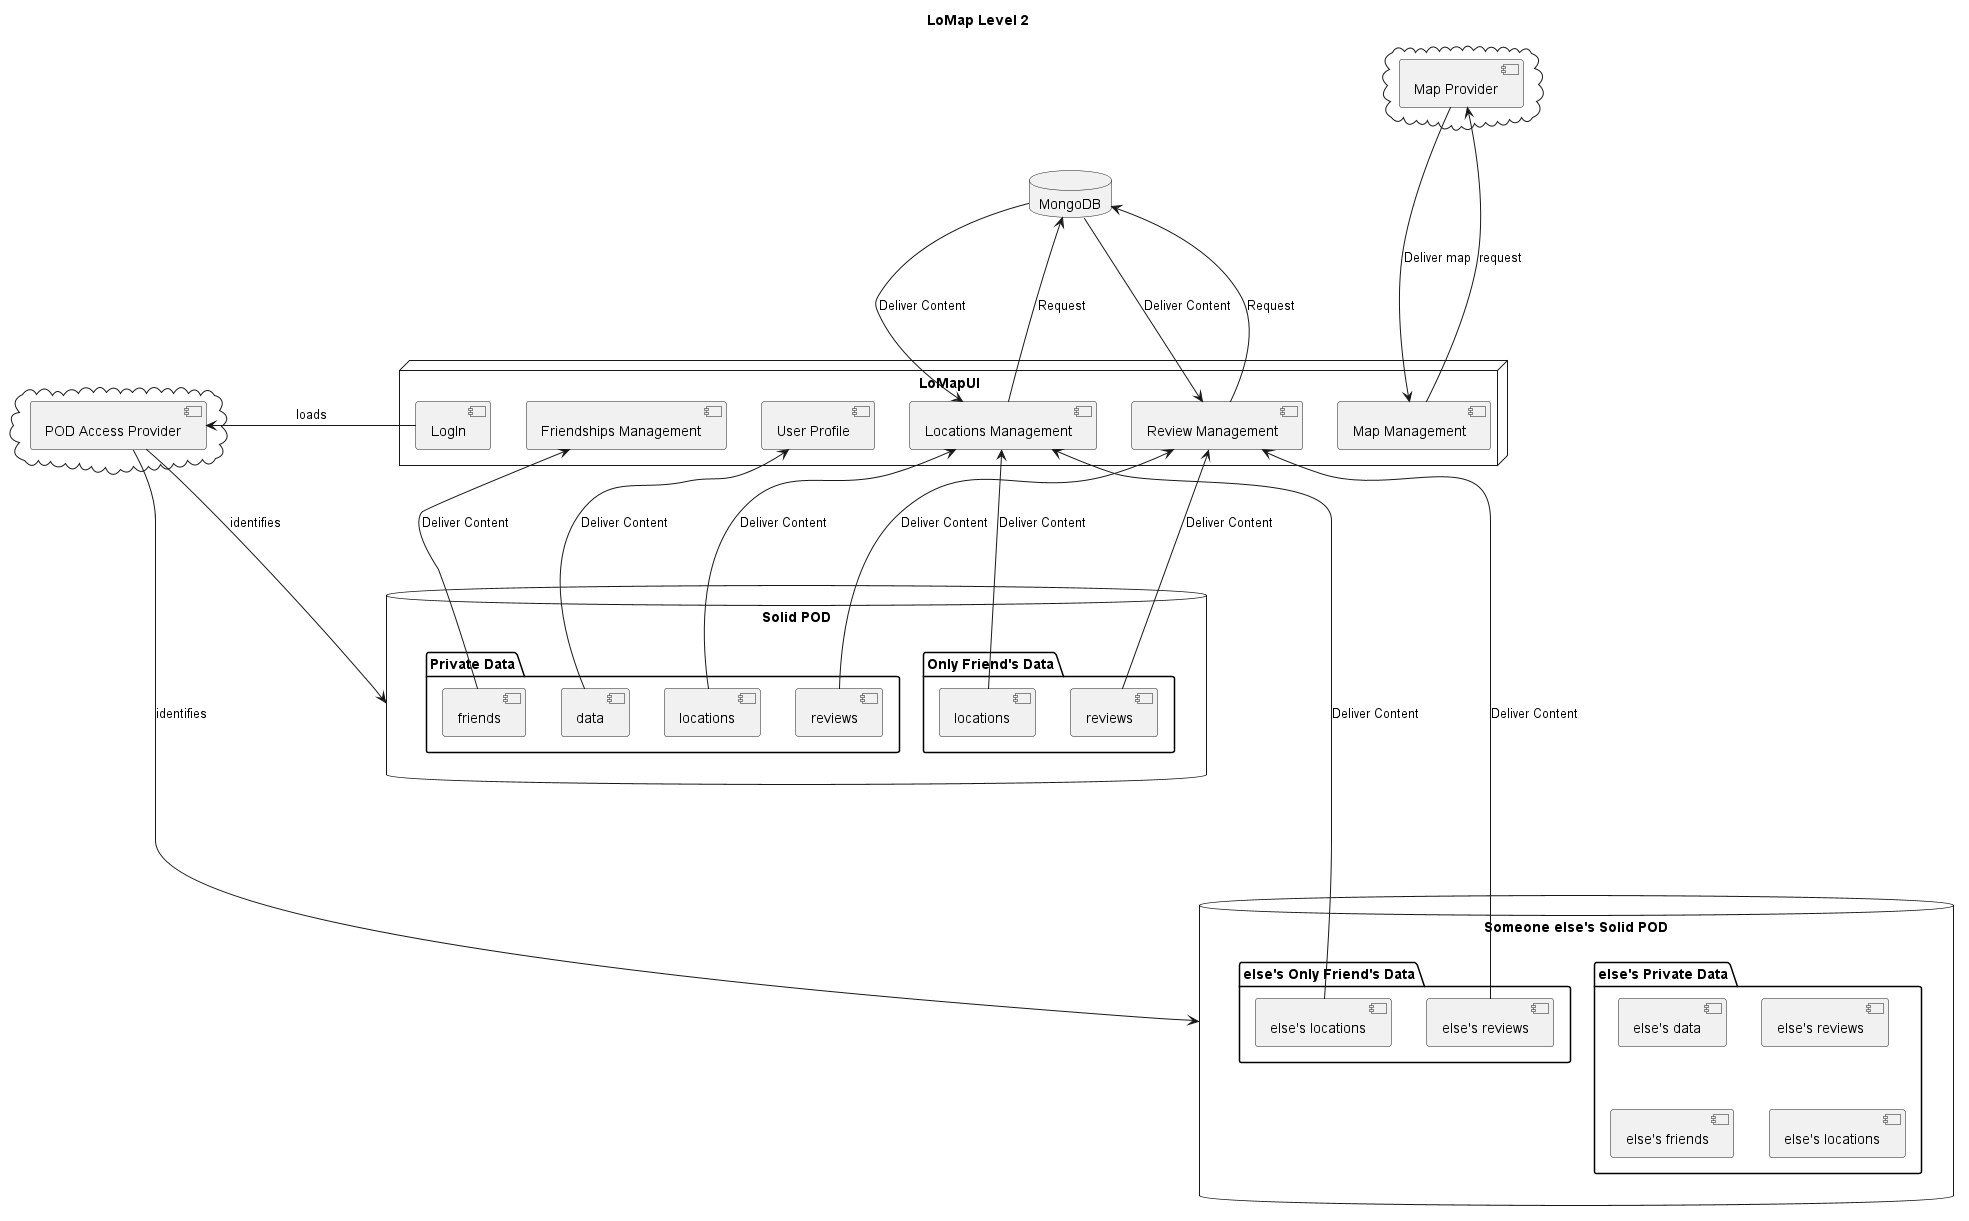 LoMap Level 2
Map Provider
MongoDB
Deliver map
request
Deliver Content
Request
Deliver Content
Request
LoMapUI
POD Access Provider
loads
LogIn
Friendships Management
User Profile
Locations Management
Review Management
Map Management
identifies
Deliver Content
Deliver Content
Deliver Content
Deliver Content
Deliver Content
Deliver Content
Solid POD
Private Data
Only Friend's Data
friends
data
locations
reviews
locations
reviews
identifies
Deliver Content
Deliver Content
Someone else's Solid POD
else's Only Friend's Data
else's Private Data
else's locations
else's reviews
else's data
else's reviews
else's friends
else's locations